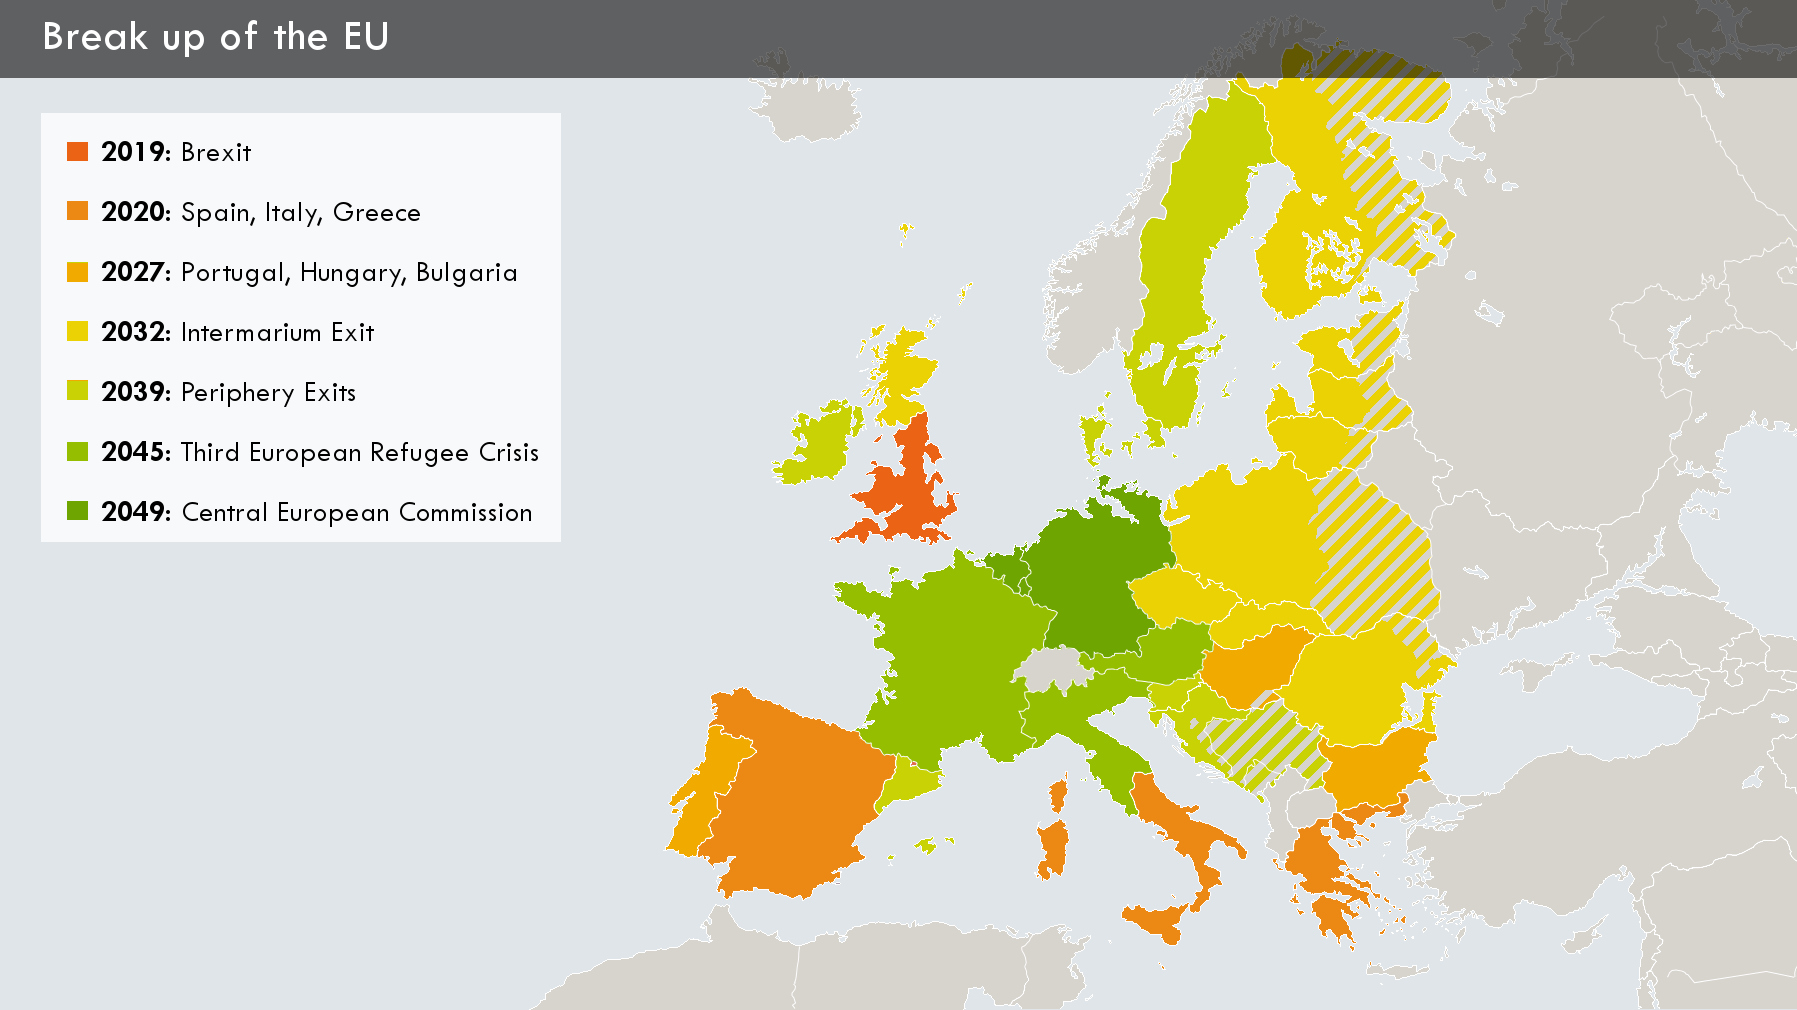 Break up of the EU
2019: Brexit
2020: Spain, Italy, Greece
2027: Portugal, Hungary, Bulgaria
2032: Intermarium Exit
2039: Periphery Exits
2045: Third European Refugee Crisis
2049: Central European Commission